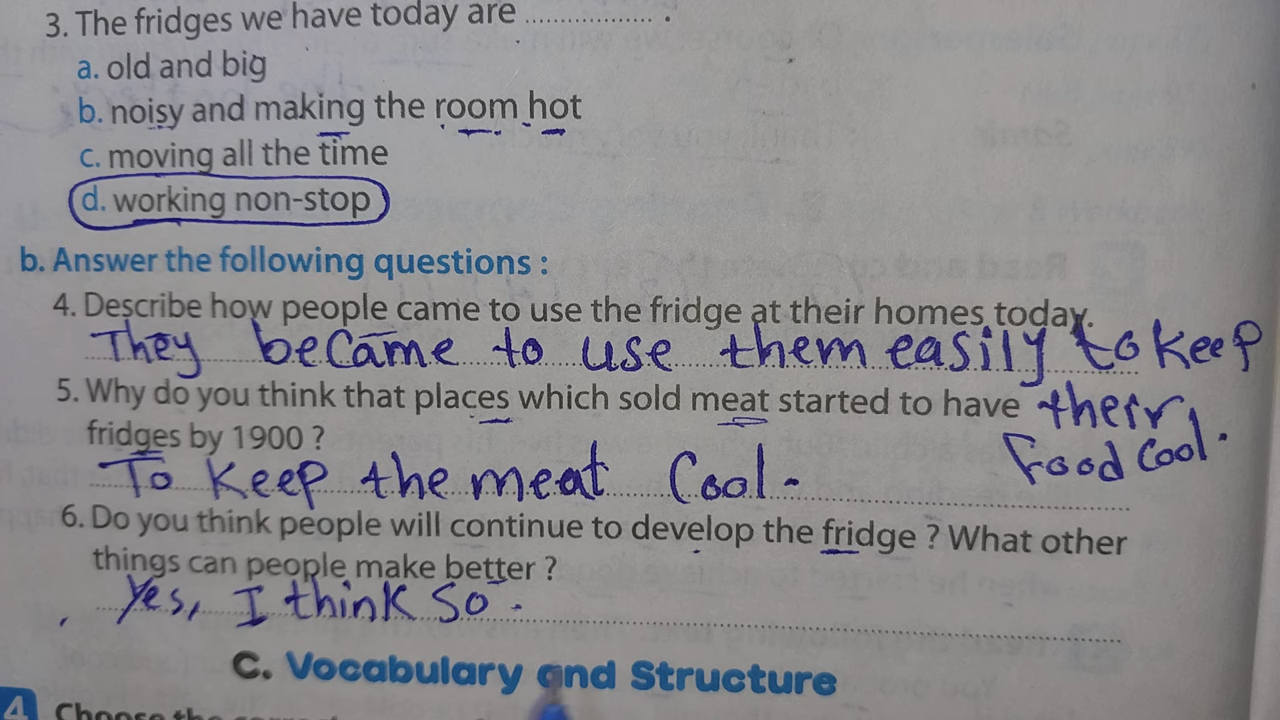 3. The fridges we have today are .................. .
a. old and big
b. noisy and making the room hot
c. moving all the time
d. working non-stop
b. Answer the following questions :
4. Describe how people came to use the fridge at their homes today.
They became to use them easily to keep
5. Why do you think that places which sold meat started to have
therr
fridges by 1900 ?
Food Cool.
To keep the meat Cool.
6. Do you think people will continue to develop the fridge ? What other
things can people make better ?
Yes, I think so.
C. Vocabulary and Structure
4 Choose the